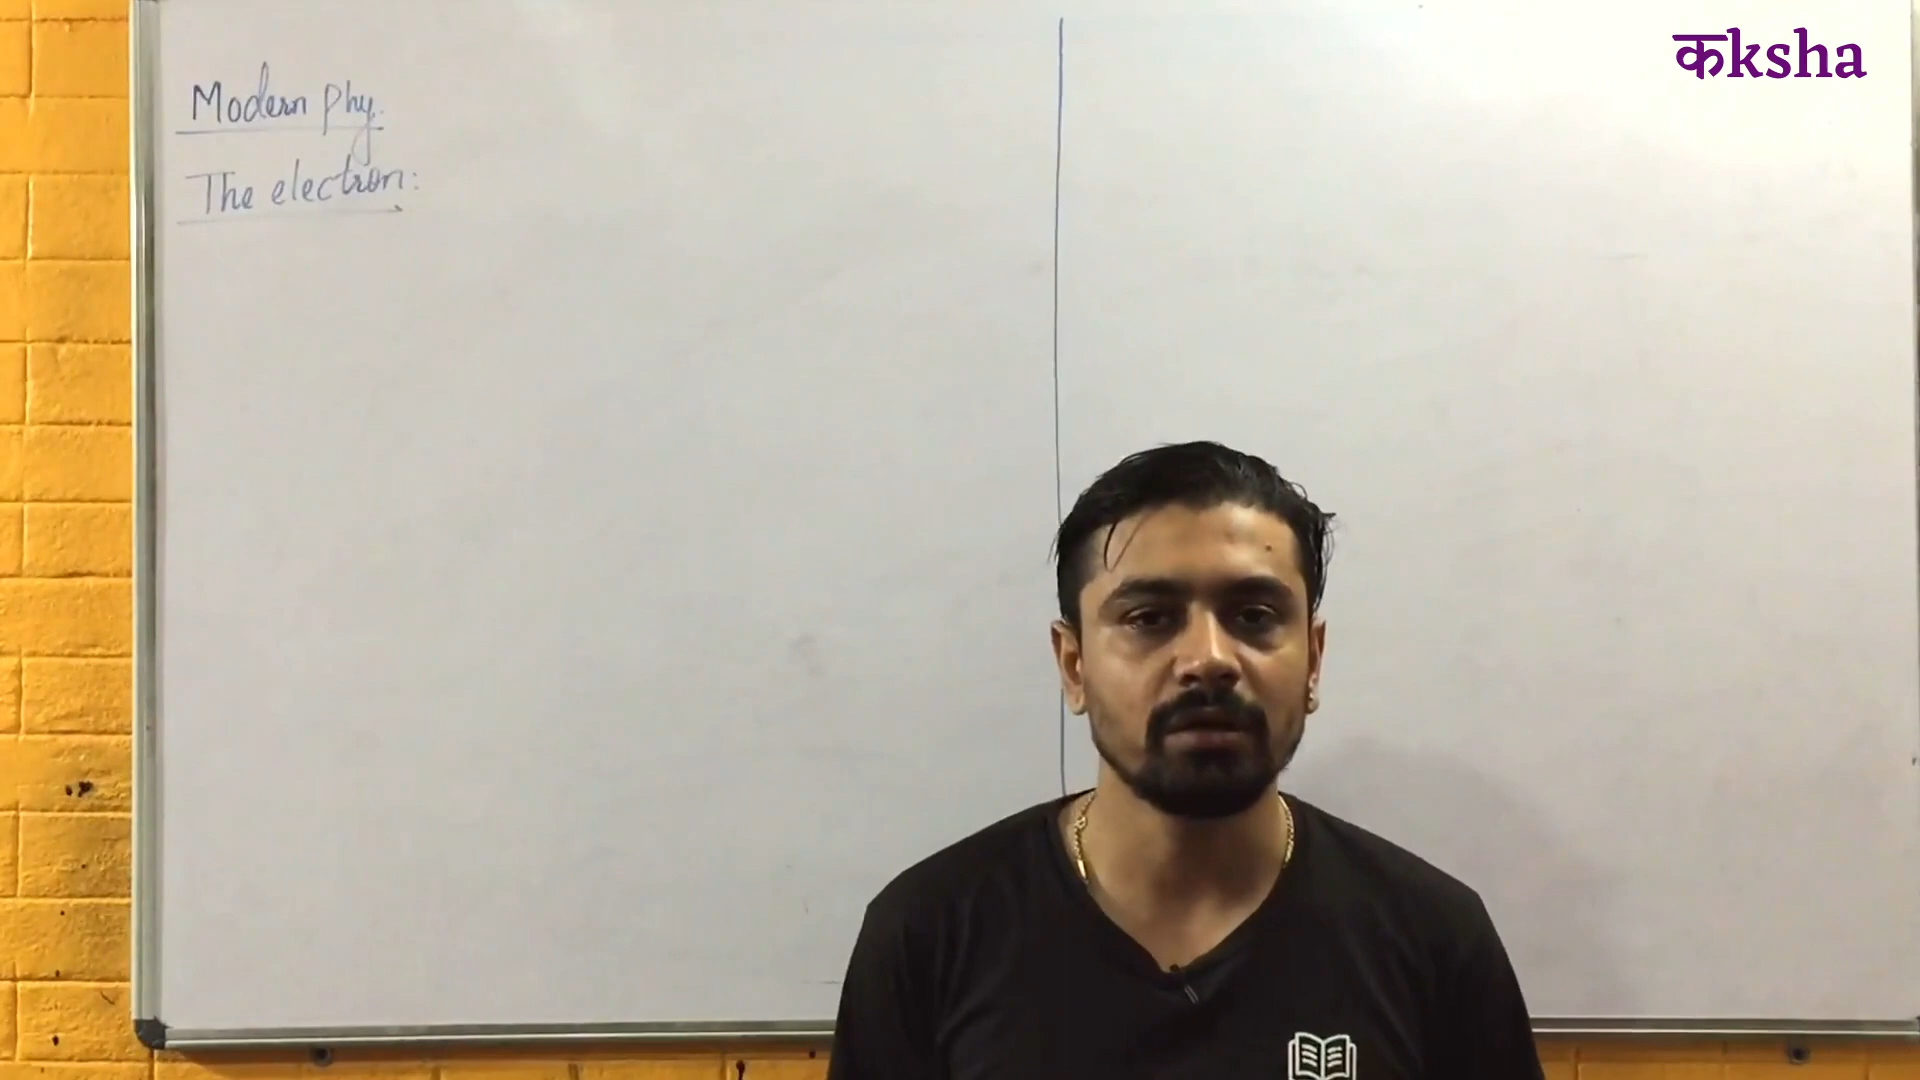 कksha
Modern Phy.
The electron: